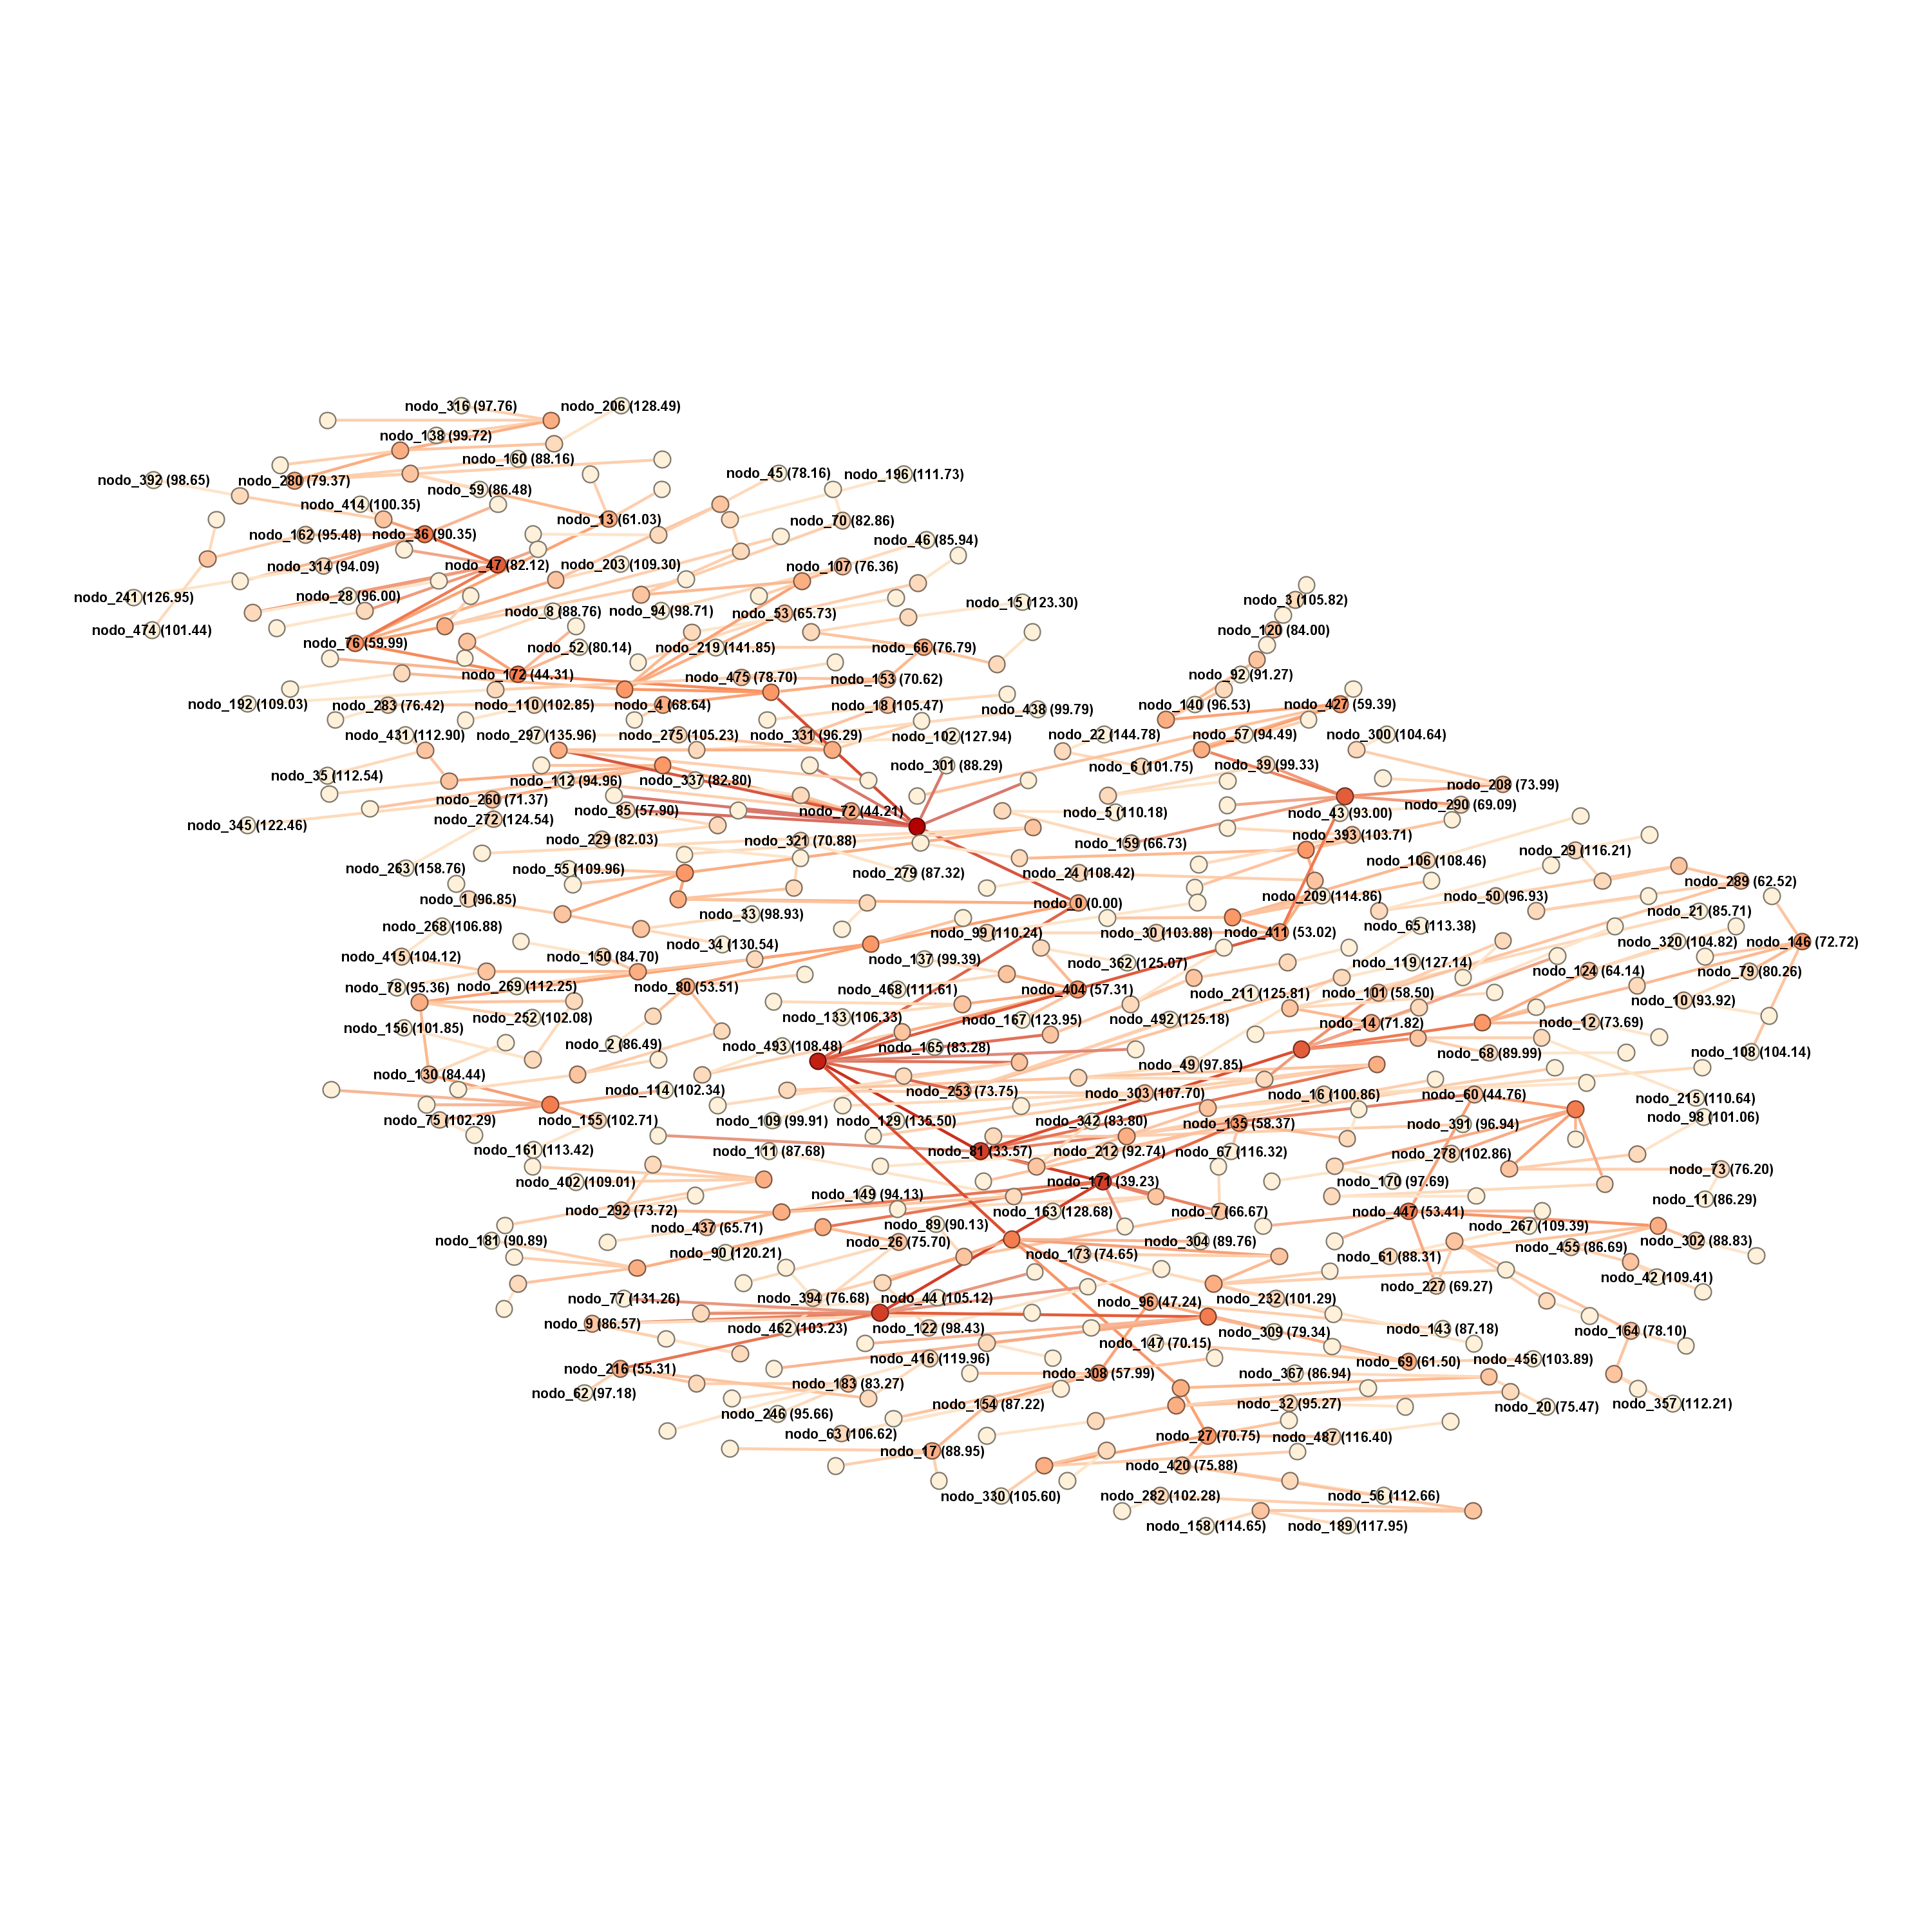 nodo_316 (97.76)
nodo_206 (128.49)
nodo_138 (99.72)
nodo_160 (88.16)
nodo_392 (98.65)
nodo_280 (79.37)
nodo_45 (78.16)
nodo_196 (111.73)
nodo_59 (86.48)
nodo_414 (100.35)
nodo_13 (61.03)
nodo_70 (82.86)
nodo_162 (95.48)
nodo_36 (90.35)
nodo_46 (85.94)
nodo_314 (94.09)
nodo_47 (82.12)
nodo_203 (109.30)
nodo_107 (76.36)
nodo_241 (126.95)
nodo_28 (96.00)
nodo_8 (88.76)
nodo_94 (98.71)
nodo_53 (65.73)
nodo_15 (123.30)
nodo_3 (105.82)
nodo_474 (101.44)
nodo_120 (84.00)
nodo_76 (59.99)
nodo_52 (80.14)
nodo_219 (141.85)
nodo_66 (76.79)
nodo_172 (44.31)
nodo_475 (78.70)
nodo_153 (70.62)
nodo_92 (91.27)
nodo_192 (109.03)
nodo_283 (76.42)
nodo_110 (102.85)
nodo_4 (68.64)
nodo_18 (105.47)
nodo_438 (99.79)
nodo_140 (96.53)
nodo_427 (59.39)
nodo_431 (112.90)
nodo_297 (135.96)
nodo_275 (105.23)
nodo_331 (96.29)
nodo_102 (127.94)
nodo_22 (144.78)
nodo_57 (94.49)
nodo_300 (104.64)
nodo_35 (112.54)
nodo_112 (94.96)
nodo_337 (82.80)
nodo_301 (88.29)
nodo_6 (101.75)
nodo_39 (99.33)
nodo_208 (73.99)
nodo_260 (71.37)
nodo_85 (57.90)
nodo_72 (44.21)
nodo_5 (110.18)
nodo_43 (93.00)
nodo_290 (69.09)
nodo_345 (122.46)
nodo_272 (124.54)
nodo_229 (82.03)
nodo_321 (70.88)
nodo_159 (66.73)
nodo_393 (103.71)
nodo_263 (158.76)
nodo_55 (109.96)
nodo_279 (87.32)
nodo_24 (108.42)
nodo_106 (108.46)
nodo_29 (116.21)
nodo_1 (96.85)
nodo_0 (0.00)
nodo_209 (114.86)
nodo_50 (96.93)
nodo_289 (62.52)
nodo_268 (106.88)
nodo_33 (98.93)
nodo_99 (110.24)
nodo_30 (103.88)
nodo_411 (53.02)
nodo_65 (113.38)
nodo_21 (85.71)
nodo_34 (130.54)
nodo_320 (104.82)
nodo_146 (72.72)
nodo_415 (104.12)
nodo_150 (84.70)
nodo_137 (99.39)
nodo_362 (125.07)
nodo_119 (127.14)
nodo_124 (64.14)
nodo_79 (80.26)
nodo_78 (95.36)
nodo_269 (112.25)
nodo_80 (53.51)
nodo_468 (111.61)
nodo_404 (57.31)
nodo_211 (125.81)
nodo_101 (58.50)
nodo_10 (93.92)
nodo_156 (101.85)
nodo_252 (102.08)
nodo_133 (106.33)
nodo_167 (123.95)
nodo_492 (125.18)
nodo_14 (71.82)
nodo_12 (73.69)
nodo_2 (86.49)
nodo_493 (108.48)
nodo_165 (83.28)
nodo_68 (89.99)
nodo_108 (104.14)
nodo_49 (97.85)
nodo_130 (84.44)
nodo_114 (102.34)
nodo_253 (73.75)
nodo_303 (107.70)
nodo_16 (100.86)
nodo_60 (44.76)
nodo_215 (110.64)
nodo_75 (102.29)
nodo_155 (102.71)
nodo_109 (99.91)
nodo_129 (135.50)
nodo_342 (83.80)
nodo_135 (58.37)
nodo_391 (96.94)
nodo_98 (101.06)
nodo_161 (113.42)
nodo_111 (87.68)
nodo_81 (33.57)
nodo_212 (92.74)
nodo_67 (116.32)
nodo_278 (102.86)
nodo_73 (76.20)
nodo_402 (109.01)
nodo_149 (94.13)
nodo_171 (39.23)
nodo_170 (97.69)
nodo_11 (86.29)
nodo_292 (73.72)
nodo_437 (65.71)
nodo_89 (90.13)
nodo_163 (128.68)
nodo_7 (66.67)
nodo_447 (53.41)
nodo_267 (109.39)
nodo_181 (90.89)
nodo_90 (120.21)
nodo_26 (75.70)
nodo_173 (74.65)
nodo_304 (89.76)
nodo_61 (88.31)
nodo_455 (86.69)
nodo_302 (88.83)
nodo_77 (131.26)
nodo_394 (76.68)
nodo_44 (105.12)
nodo_96 (47.24)
nodo_232 (101.29)
nodo_227 (69.27)
nodo_42 (109.41)
nodo_9 (86.57)
nodo_462 (103.23)
nodo_122 (98.43)
nodo_147 (70.15)
nodo_309 (79.34)
nodo_143 (87.18)
nodo_164 (78.10)
nodo_216 (55.31)
nodo_416 (119.96)
nodo_308 (57.99)
nodo_367 (86.94)
nodo_69 (61.50)
nodo_456 (103.89)
nodo_62 (97.18)
nodo_183 (83.27)
nodo_154 (87.22)
nodo_32 (95.27)
nodo_20 (75.47)
nodo_357 (112.21)
nodo_246 (95.66)
nodo_63 (106.62)
nodo_27 (70.75)
nodo_487 (116.40)
nodo_17 (88.95)
nodo_420 (75.88)
nodo_330 (105.60)
nodo_282 (102.28)
nodo_56 (112.66)
nodo_158 (114.65)
nodo_189 (117.95)